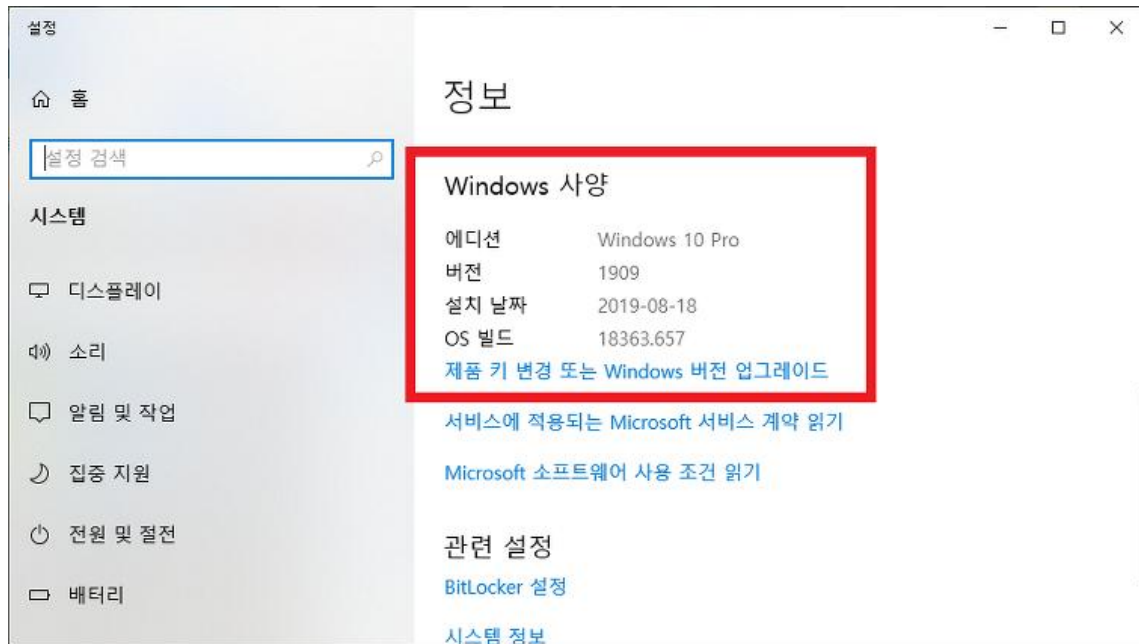 설정
홈
설정 검색
시스템
디스플레이
소리
알림 및 작업
집중 지원
전원 및 절전
배터리
정보
Windows 사양
에디션 Windows 10 Pro
버전 1909
설치 날짜 2019-08-18
OS 빌드 18363.657
제품 키 변경 또는 Windows 버전 업그레이드
서비스에 적용되는 Microsoft 서비스 계약 읽기
Microsoft 소프트웨어 사용 조건 읽기
관련 설정
BitLocker 설정
시스템 정보